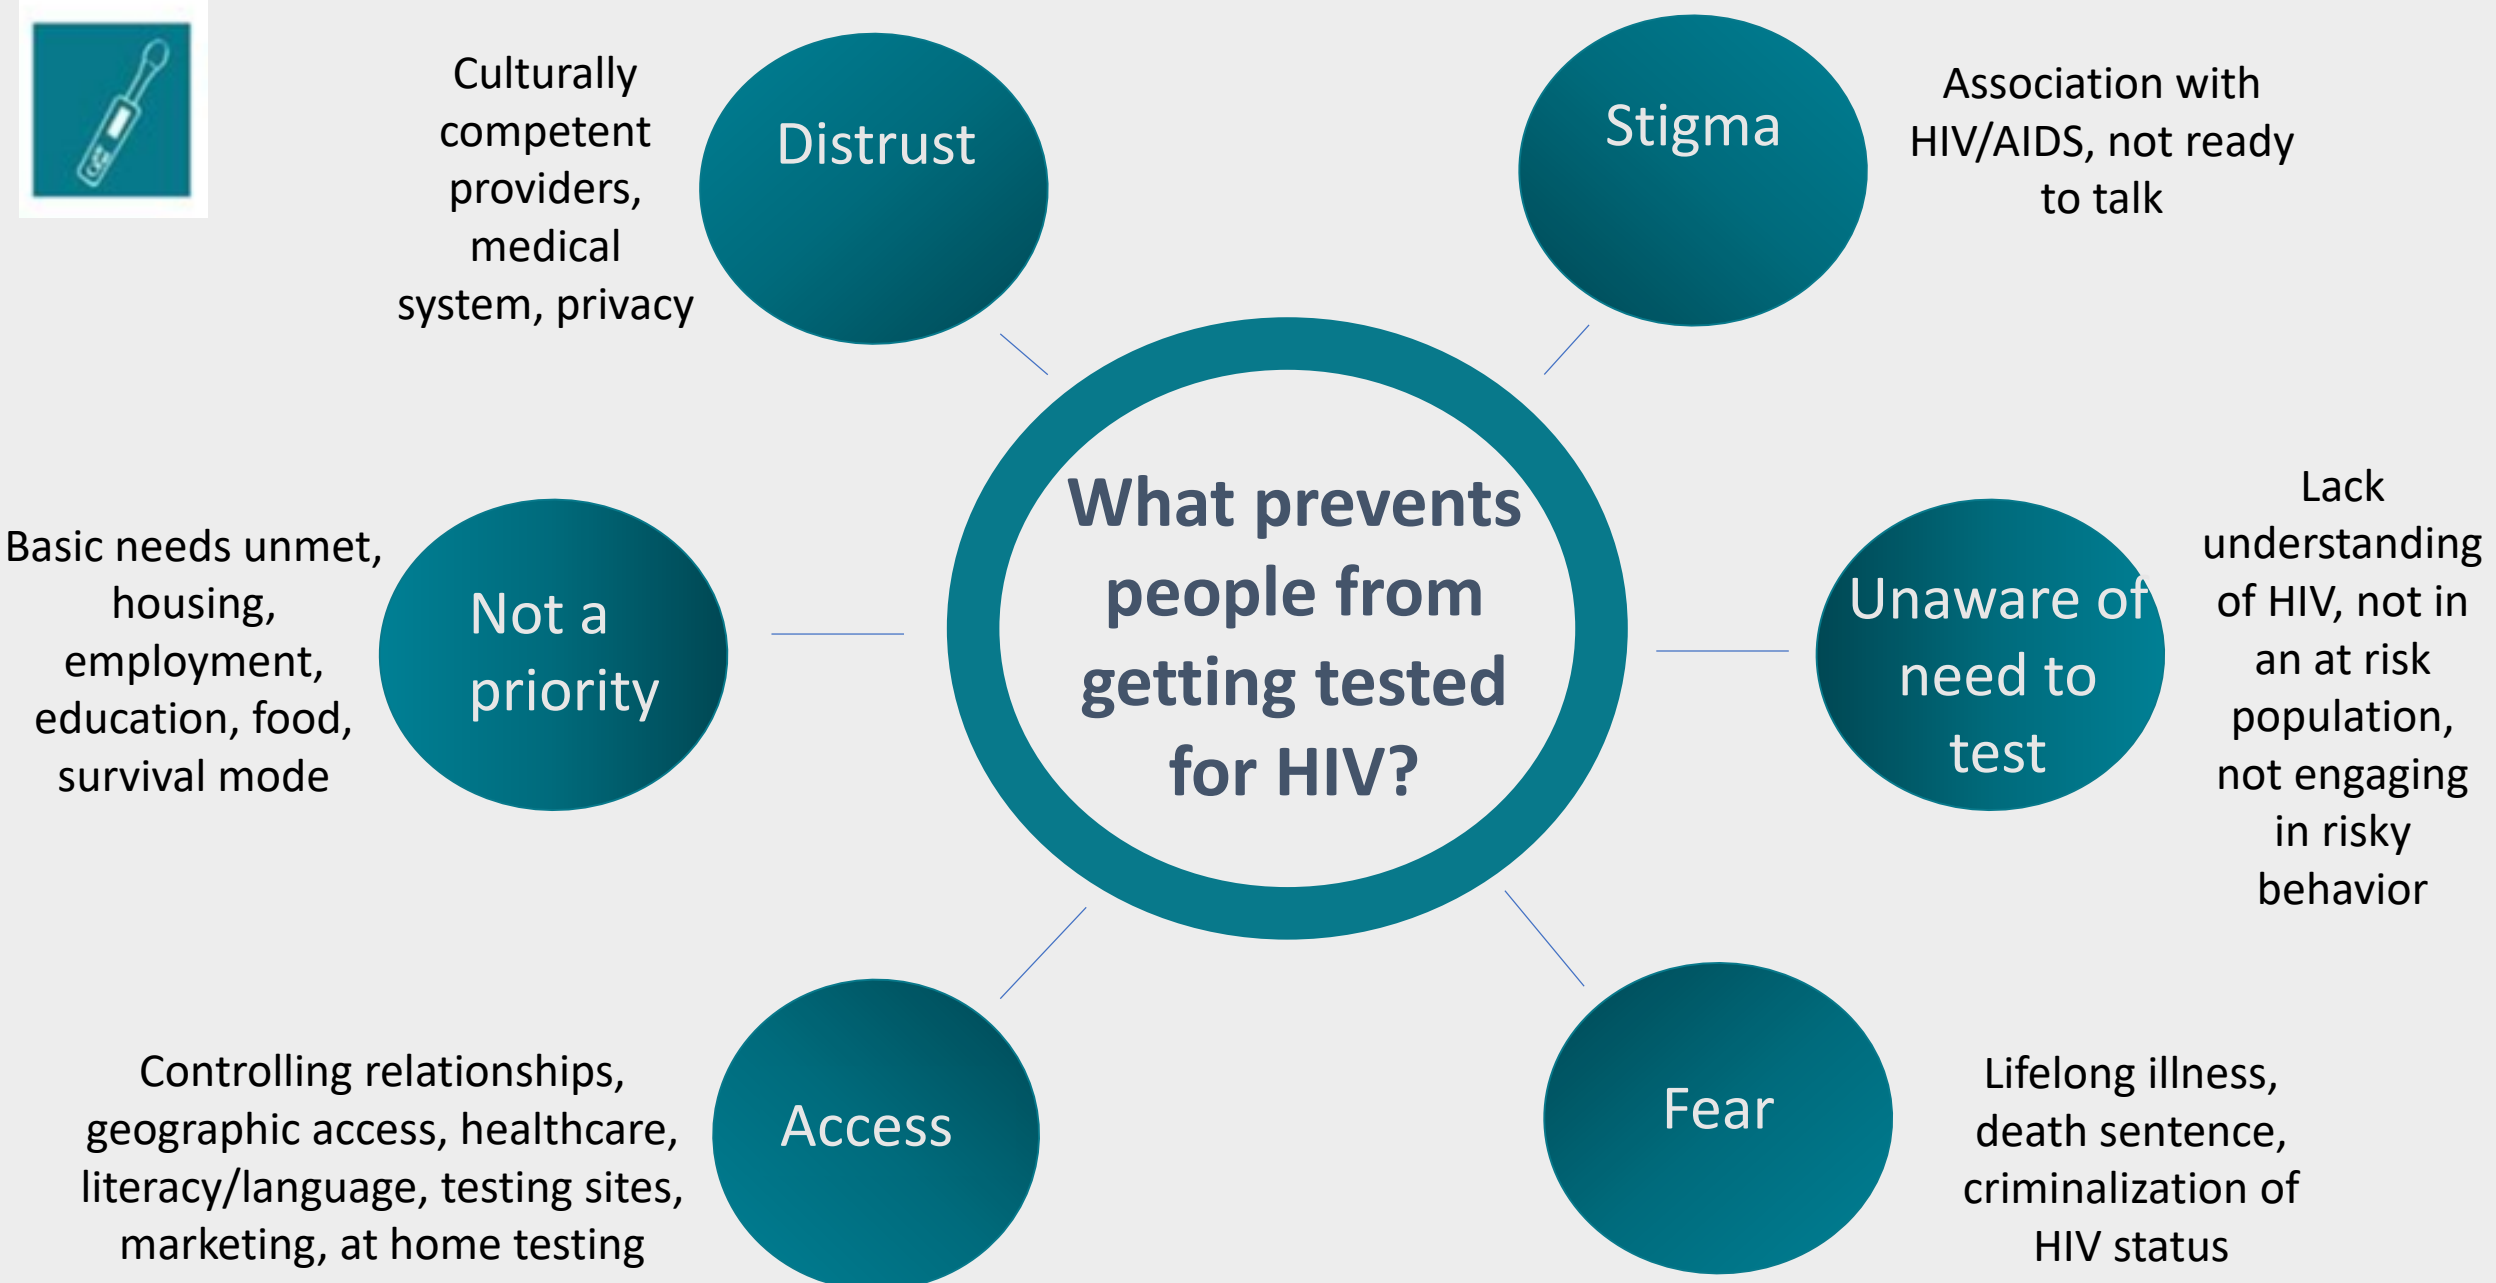 Culturally
competent
providers,
medical
system, privacy
Distrust
Stigma
Association with
HIV/AIDS, not ready
to talk
What prevents
people from
getting tested
for HIV?
Basic needs unmet,
housing,
employment,
education, food,
survival mode
Not a
priority
Unaware of
need to
test
Lack
understanding
of HIV, not in
an at risk
population,
not engaging
in risky
behavior
Controlling relationships,
geographic access, healthcare,
literacy/language, testing sites,
marketing, at home testing
Access
Fear
Lifelong illness,
death sentence,
criminalization of
HIV status